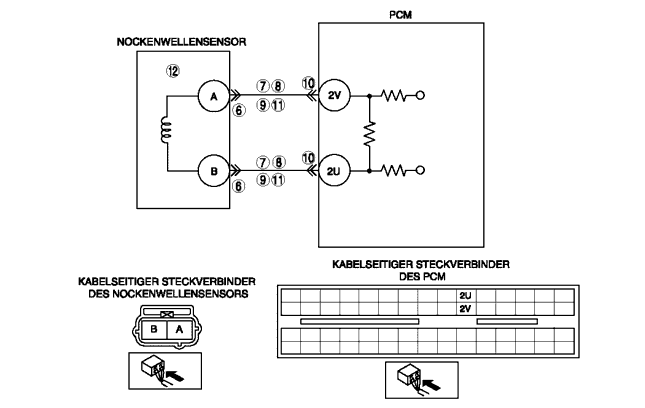 PCM
NOCKENWELLENSENSOR
12
A 7 8 10 2V
6 9 11
B 7 8 10 2U
6 9 11
KABELSEITIGER STECKVERBINDER
DES NOCKENWELLENSENSORS
B A
KABELSEITIGER STECKVERBINDER
DES PCM
2U
2V